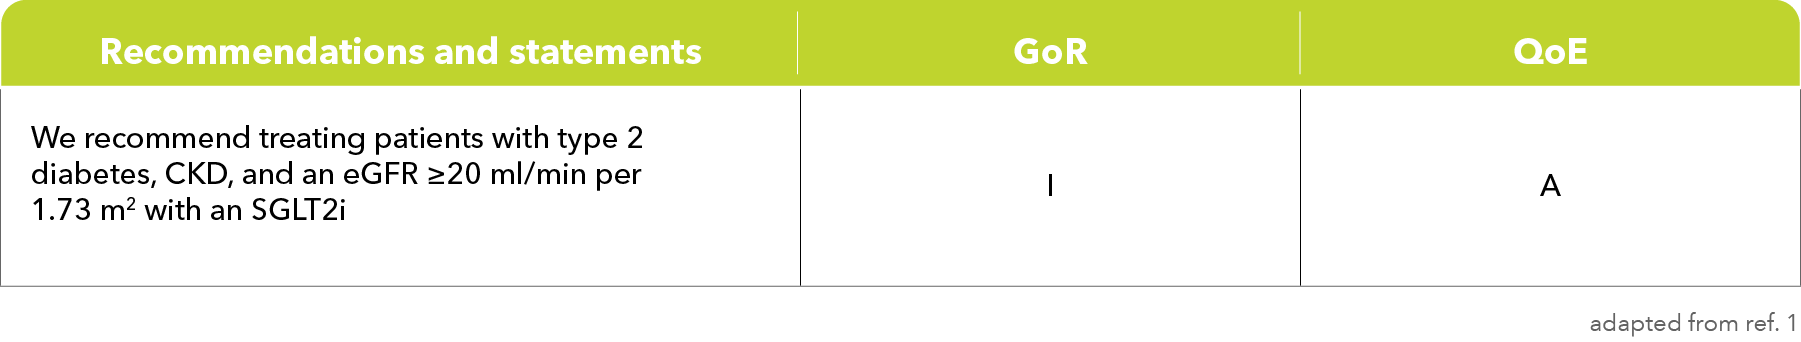 Recommendations and statements GoR QoE
We recommend treating patients with type 2
diabetes, CKD, and an eGFR ≥20 ml/min per
1.73 m² with an SGLT2i
I A
adapted from ref. 1